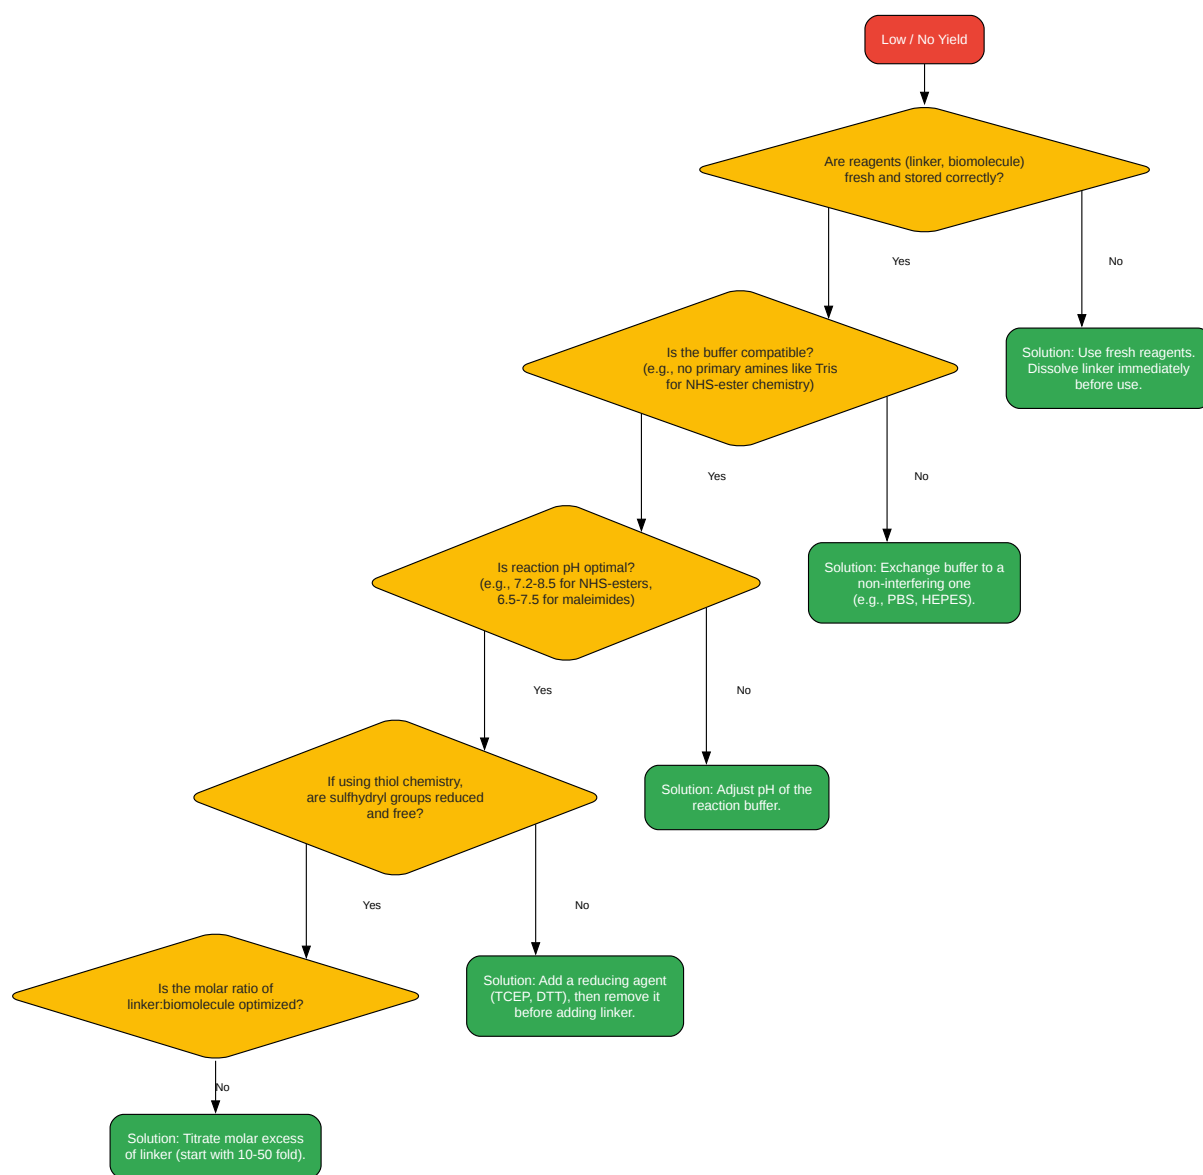 Low / No Yield
Are reagents (linker, biomolecule)
fresh and stored correctly?
Yes
No
Is the buffer compatible?
(e.g., no primary amines like Tris
for NHS-ester chemistry)
Solution: Use fresh reagents.
Dissolve linker immediately
before use.
Yes
No
Is reaction pH optimal?
(e.g., 7.2-8.5 for NHS-esters,
6.5-7.5 for maleimides)
Solution: Exchange buffer to a
non-interfering one
(e.g., PBS, HEPES).
Yes
No
If using thiol chemistry,
are sulfhydryl groups reduced
and free?
Solution: Adjust pH of the
reaction buffer.
Yes
No
Is the molar ratio of
linker:biomolecule optimized?
Solution: Add a reducing agent
(TCEP, DTT), then remove it
before adding linker.
No
Solution: Titrate molar excess
of linker (start with 10-50 fold).